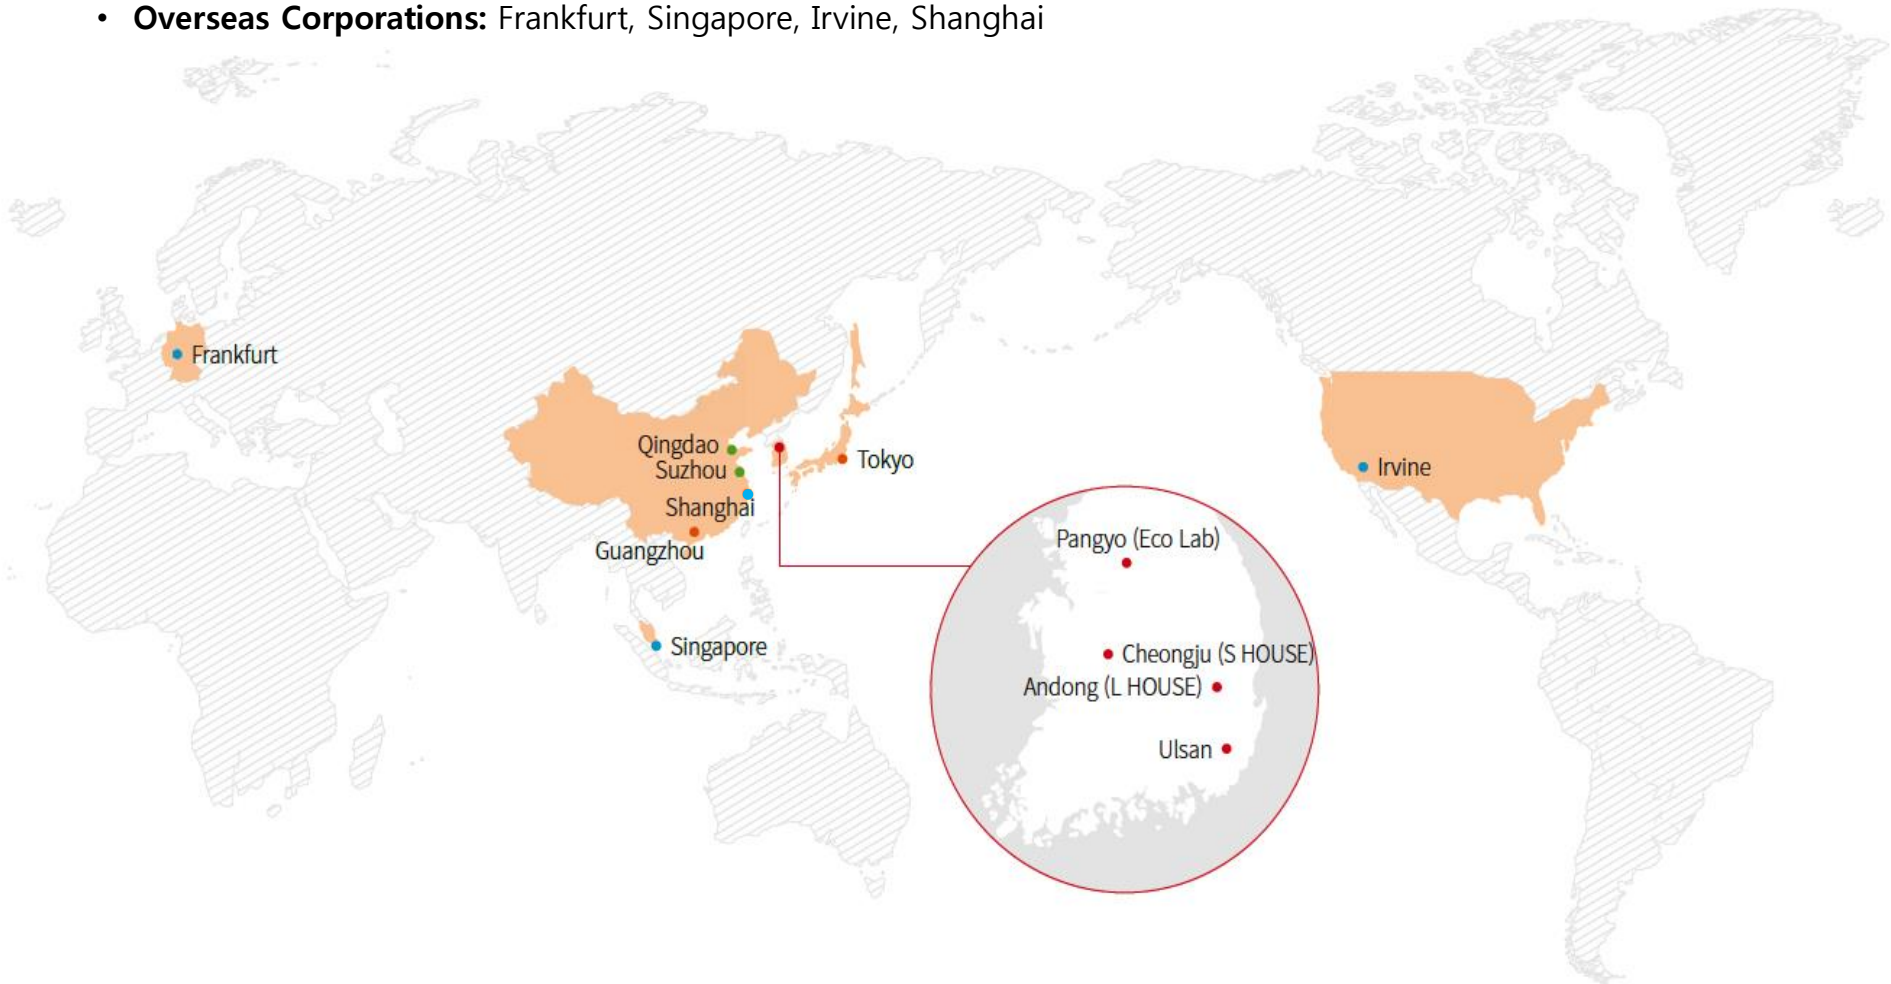 • Overseas Corporations: Frankfurt, Singapore, Irvine, Shanghai
Frankfurt
Qingdao
Suzhou
Shanghai
Guangzhou
Tokyo
Singapore
Irvine
Pangyo (Eco Lab)
Cheongju (S HOUSE)
Andong (L HOUSE)
Ulsan